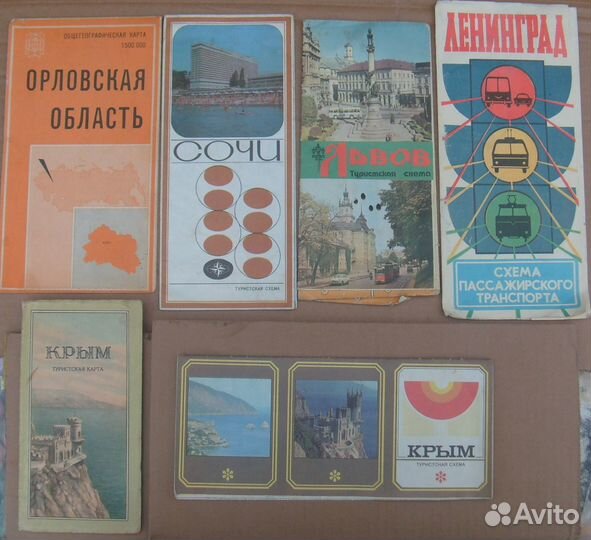 ОБЩЕГЕОГРАФИЧЕСКАЯ КАРТА
1:500 000
ОРЛОВСКАЯ
ОБЛАСТЬ
СОЧИ
ТУРИСТСКАЯ СХЕМА
ЛЬВОВ
Туристская схема
ЛЕНИНГРАД
СХЕМА
ПАССАЖИРСКОГО
ТРАНСПОРТА
КРЫМ
ТУРИСТСКАЯ КАРТА
КРЫМ
ТУРИСТСКАЯ СХЕМА
Avito